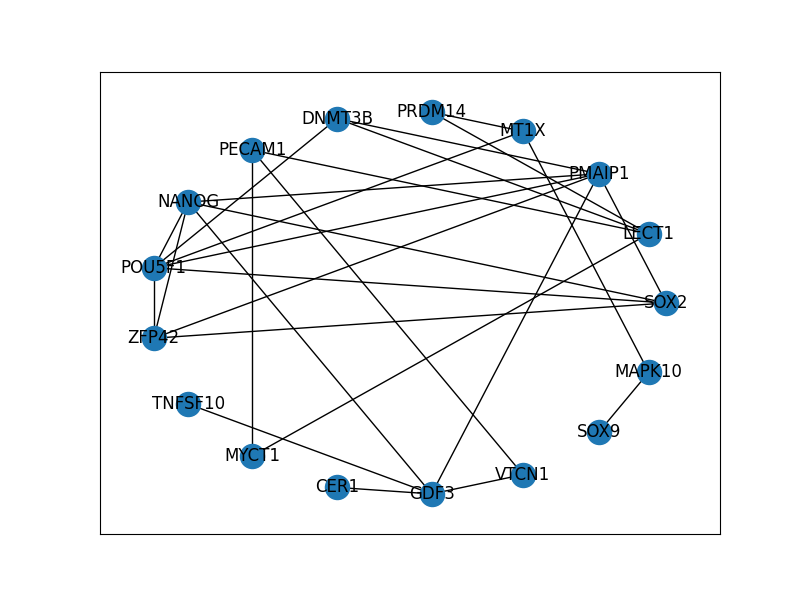 PRDM14
DNMT3B
MT1X
PECAM1
PMAIP1
NANOG
LECT1
POU5F1
SOX2
ZFP42
MAPK10
TNFSF10
SOX9
MYCT1
VTCN1
CER1
GDF3